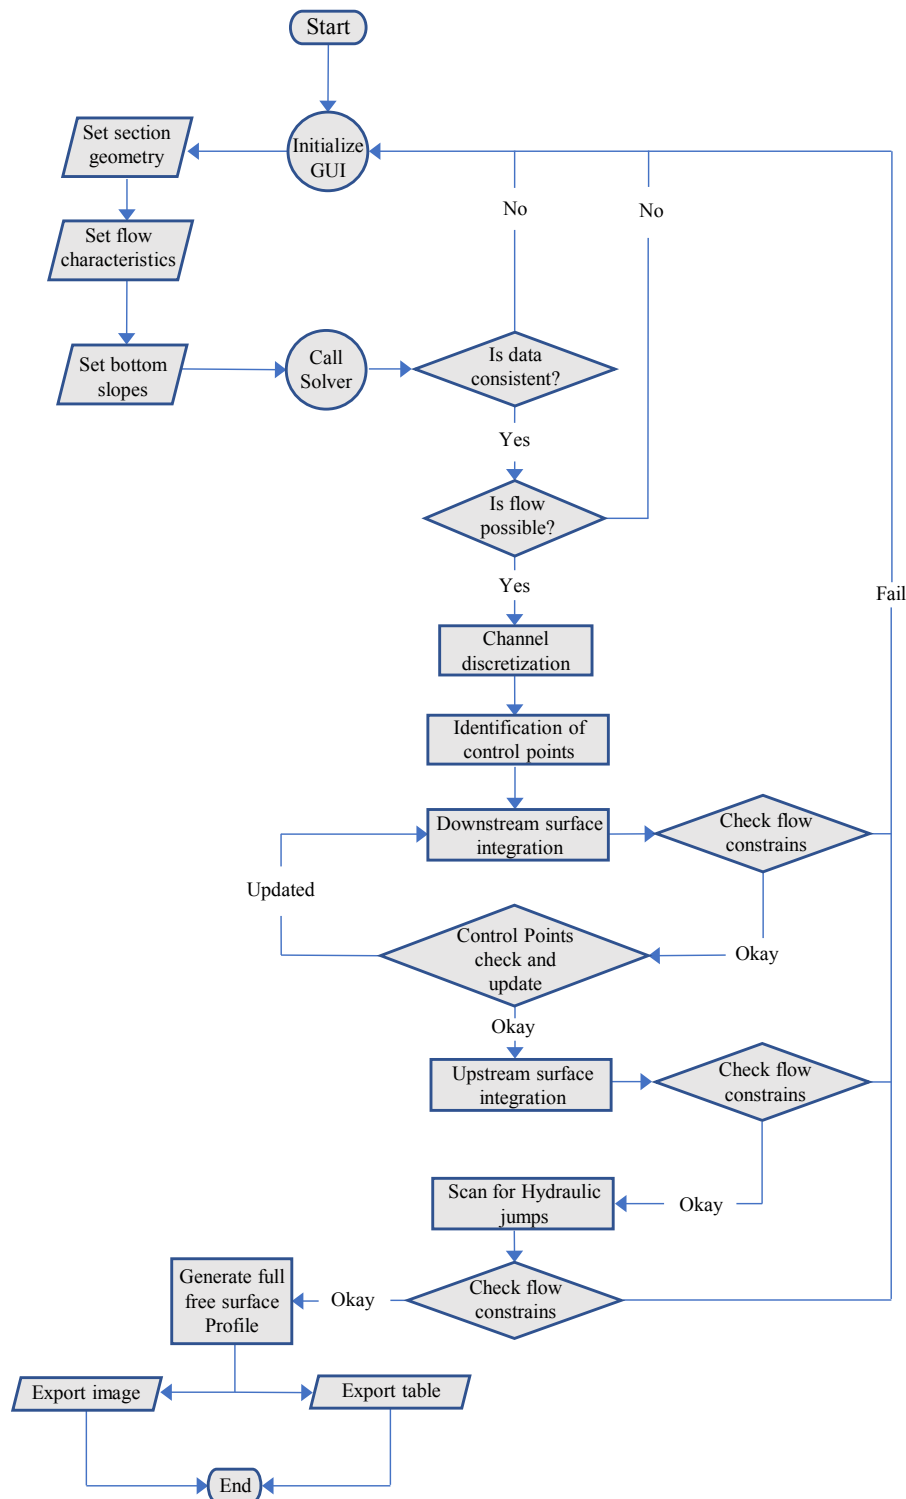 Start
Initialize
GUI
Set section
geometry
No
No
Set flow
characteristics
Set bottom
slopes
Call
Solver
Is data
consistent?
Yes
Is flow
possible?
Yes
Fail
Channel
discretization
Identification of
control points
Downstream surface
integration
Check flow
constrains
Updated
Control Points
check and
update
Okay
Okay
Upstream surface
integration
Check flow
constrains
Scan for Hydraulic
jumps
Okay
Generate full
free surface
Profile
Okay
Check flow
constrains
Export image
Export table
End